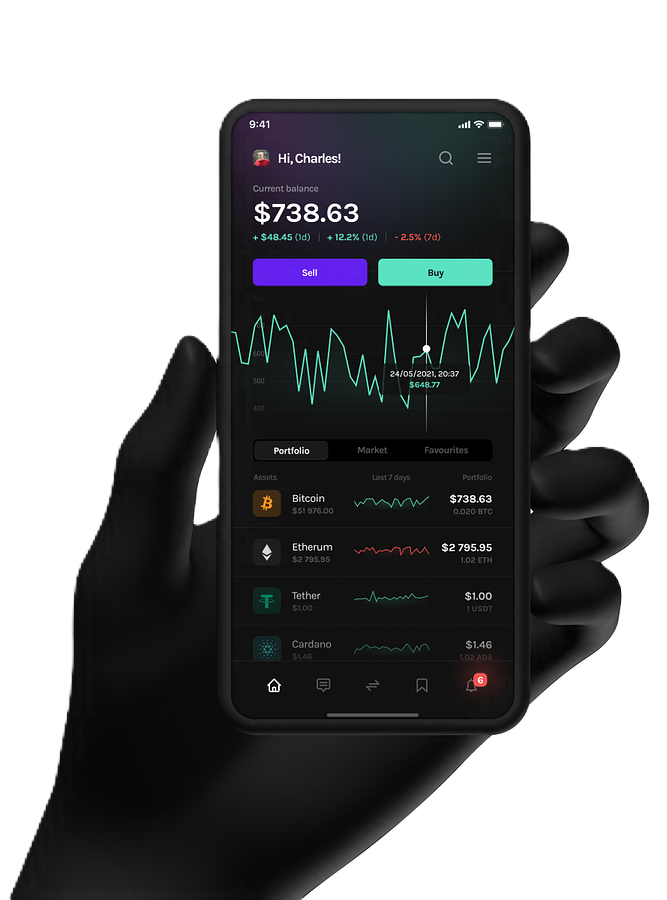 9:41
Hi, Charles!
Current balance
$738.63
+ $48.45 (1d) | + 12.2% (1d) | - 2.5% (7d)
Sell Buy
600
500
400
24/05/2021, 20:37
$648.77
Portfolio Market Favourites
Assets Last 7 days Portfolio
Bitcoin $738.63
$51 976.00 0.020 BTC
Etherum $2 795.95
$2 795.95 1.02 ETH
Tether $1.00
$1.00 1 USDT
Cardano $1.46
$1.46 1.02 ADA
6